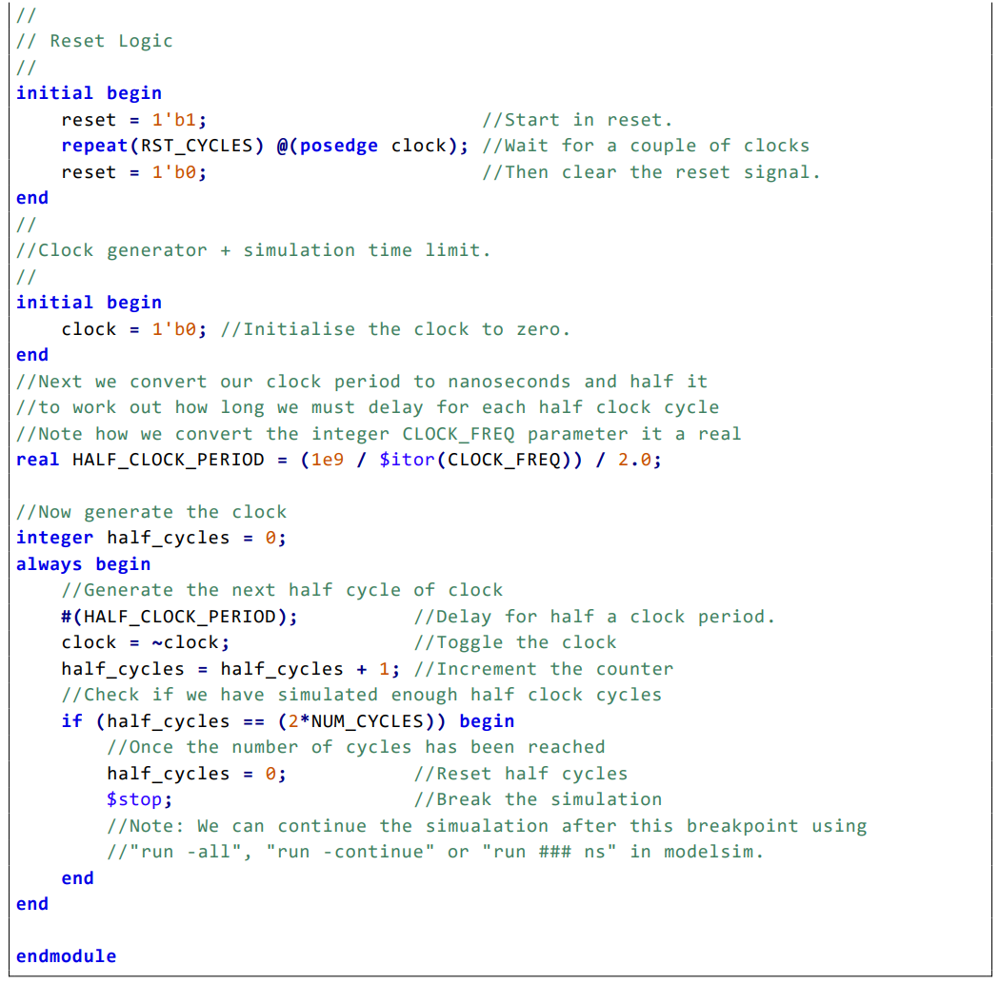 //
// Reset Logic
//
initial begin
    reset = 1'b1;                        //Start in reset.
    repeat(RST_CYCLES) @(posedge clock); //Wait for a couple of clocks
    reset = 1'b0;                        //Then clear the reset signal.
end
//
//Clock generator + simulation time limit.
//
initial begin
    clock = 1'b0; //Initialise the clock to zero.
end
//Next we convert our clock period to nanoseconds and half it
//to work out how long we must delay for each half clock cycle
//Note how we convert the integer CLOCK_FREQ parameter it a real
real HALF_CLOCK_PERIOD = (1e9 / $itor(CLOCK_FREQ)) / 2.0;

//Now generate the clock
integer half_cycles = 0;
always begin
    //Generate the next half cycle of clock
    #(HALF_CLOCK_PERIOD);          //Delay for half a clock period.
    clock = ~clock;                //Toggle the clock
    half_cycles = half_cycles + 1; //Increment the counter
    //Check if we have simulated enough half clock cycles
    if (half_cycles == (2*NUM_CYCLES)) begin
        //Once the number of cycles has been reached
        half_cycles = 0;           //Reset half cycles
        $stop;                     //Break the simulation
        //Note: We can continue the simualation after this breakpoint using
        //"run -all", "run -continue" or "run ### ns" in modelsim.
    end
end

endmodule